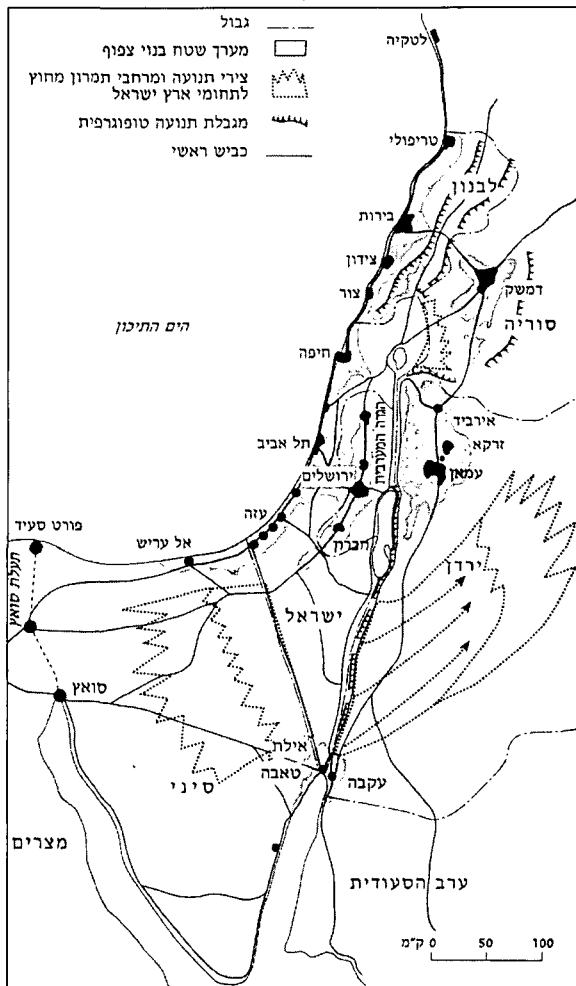 גבול
מערך שטח בנוי צפוף
צירי תנועה ומרחבי תמרון מחוץ
לתחומי ארץ ישראל
מגבלת תנועה טופוגרפית
כביש ראשי
לטקיה
טריפולי
לבנון
בירות
צידון
דמשק
צור
סוריה
הים התיכון
חיפה
אירביד
הגדה המערבית
זרקא
תל אביב
עמאן
ירושלים
עזה
פורט סעיד
אל עריש
חברון
ירדן
תעלת סואץ
ישראל
סואץ
אילת
טאבה
עקבה
סיני
מצרים
ערב הסעודית
ק"מ 0 50 100